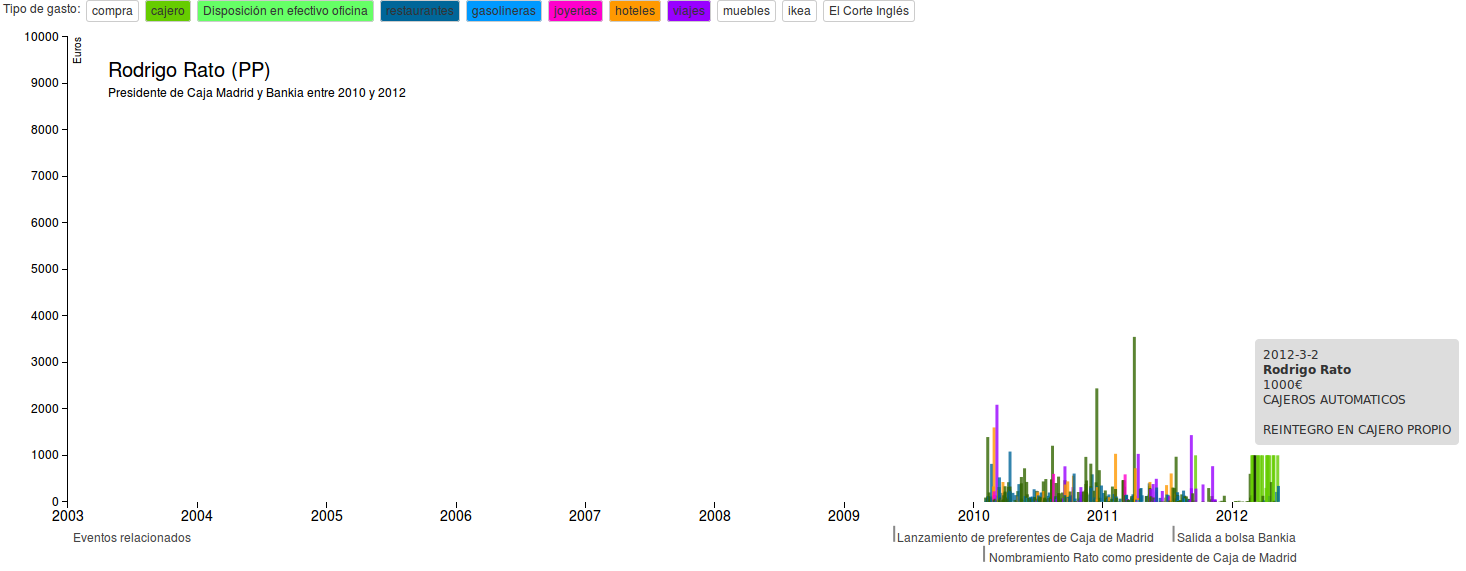 Tipo de gasto: compra cajero Disposición en efectivo oficina restaurantes gasolineras joyerías hoteles viajes muebles ikea El Corte Inglés
10000
Euros
Rodrigo Rato (PP)
9000
Presidente de Caja Madrid y Bankia entre 2010 y 2012
8000
7000
6000
5000
4000
3000
2000
1000
0
2012-3-2
Rodrigo Rato
1000€
CAJEROS AUTOMATICOS
REINTEGRO EN CAJERO PROPIO
2003 2004 2005 2006 2007 2008 2009 2010 2011 2012
Eventos relacionados
Lanzamiento de preferentes de Caja de Madrid
Salida a bolsa Bankia
Nombramiento Rato como presidente de Caja de Madrid